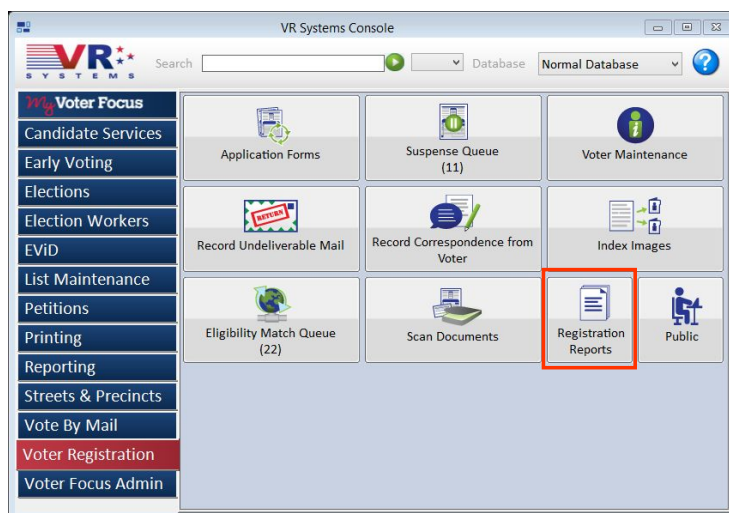 VR Systems Console
VR
SYSTEMS
Search
Database
Normal Database
?
My Voter Focus
Candidate Services
Early Voting
Elections
Election Workers
EViD
List Maintenance
Petitions
Printing
Reporting
Streets & Precincts
Vote By Mail
Voter Registration
Voter Focus Admin
Application Forms
Suspense Queue
(11)
Voter Maintenance
RETURN
Record Undeliverable Mail
Record Correspondence from
Voter
Index Images
Eligibility Match Queue
(22)
Scan Documents
Registration
Reports
Public